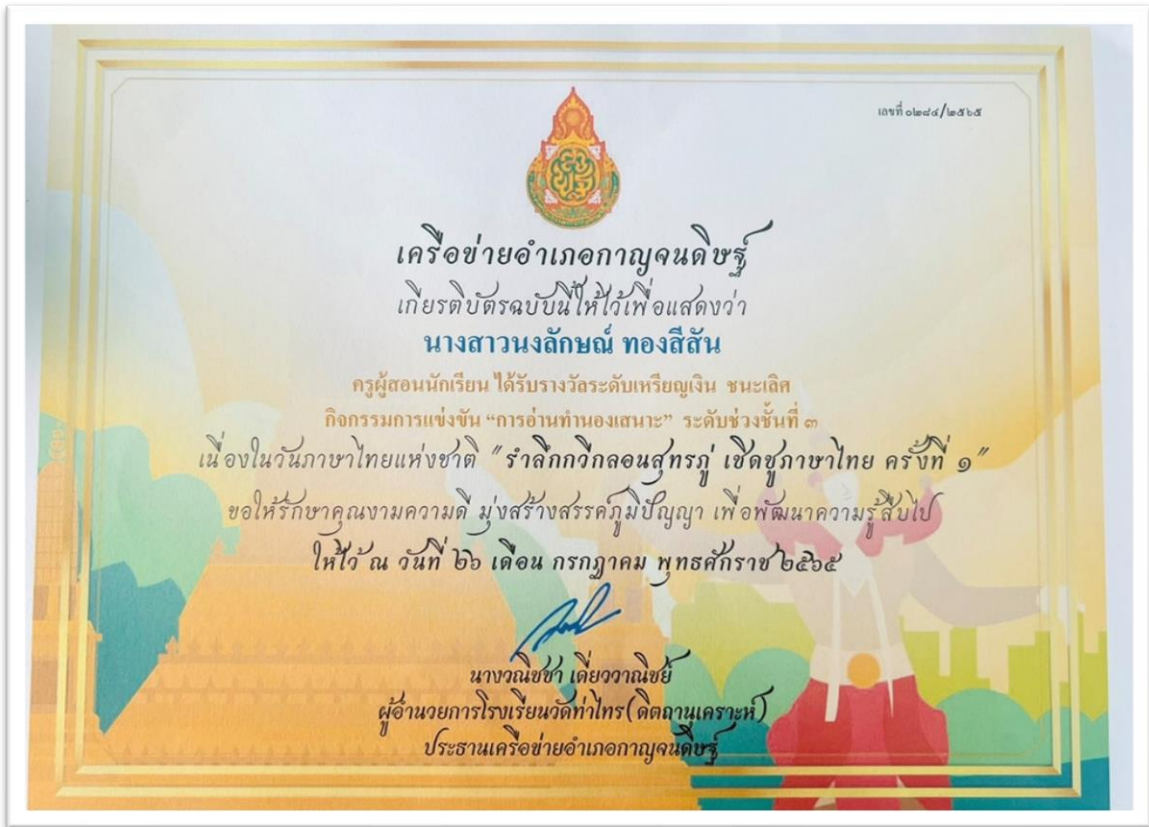 เลขที่ ๐๒๘๔/๒๕๖๕
เครือข่ายอำเภอกาญจนดิษฐ์
เกียรติบัตรฉบับนี้ให้ไว้เพื่อแสดงว่า
นางสาวนงลักษณ์ ทองสีสัน
ครูผู้สอนนักเรียน ได้รับรางวัลระดับเหรียญเงิน ชนะเลิศ
กิจกรรมการแข่งขัน “การอ่านทำนองเสนาะ” ระดับช่วงชั้นที่ ๓
เนื่องในวันภาษาไทยแห่งชาติ “รำลึกกวีกลอนสุทรภู่ เชิดชูภาษาไทย ครั้งที่ ๑”
ขอให้รักษาคุณงามความดี มุ่งสร้างสรรค์ภูมิปัญญา เพื่อพัฒนาความรู้สืบไป
ให้ไว้ ณ วันที่ ๒๖ เดือน กรกฎาคม พุทธศักราช ๒๕๖๕
นางวณิชชา เดี่ยววาณิชย์
ผู้อำนวยการโรงเรียนวัดท่าไทร(ดิตถานุเคราะห์)
ประธานเครือข่ายอำเภอกาญจนดิษฐ์